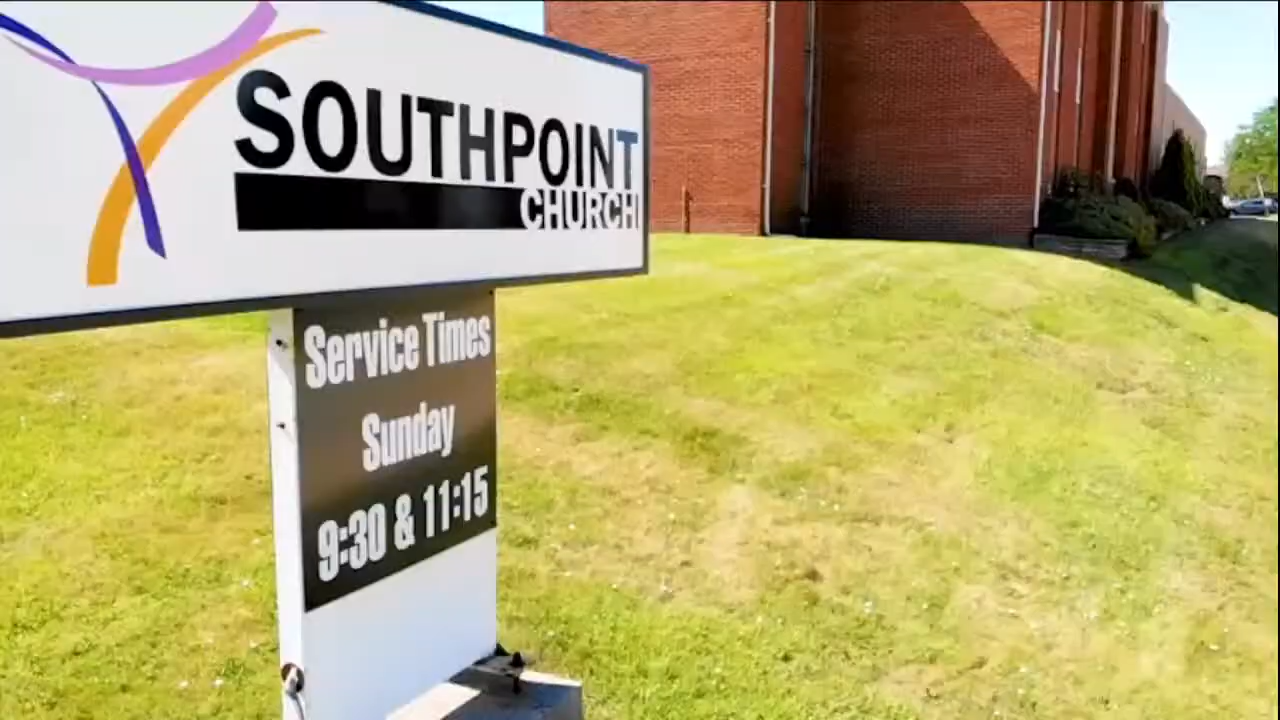 SOUTHPOINT
CHURCH
Service Times
Sunday
9:30 & 11:15